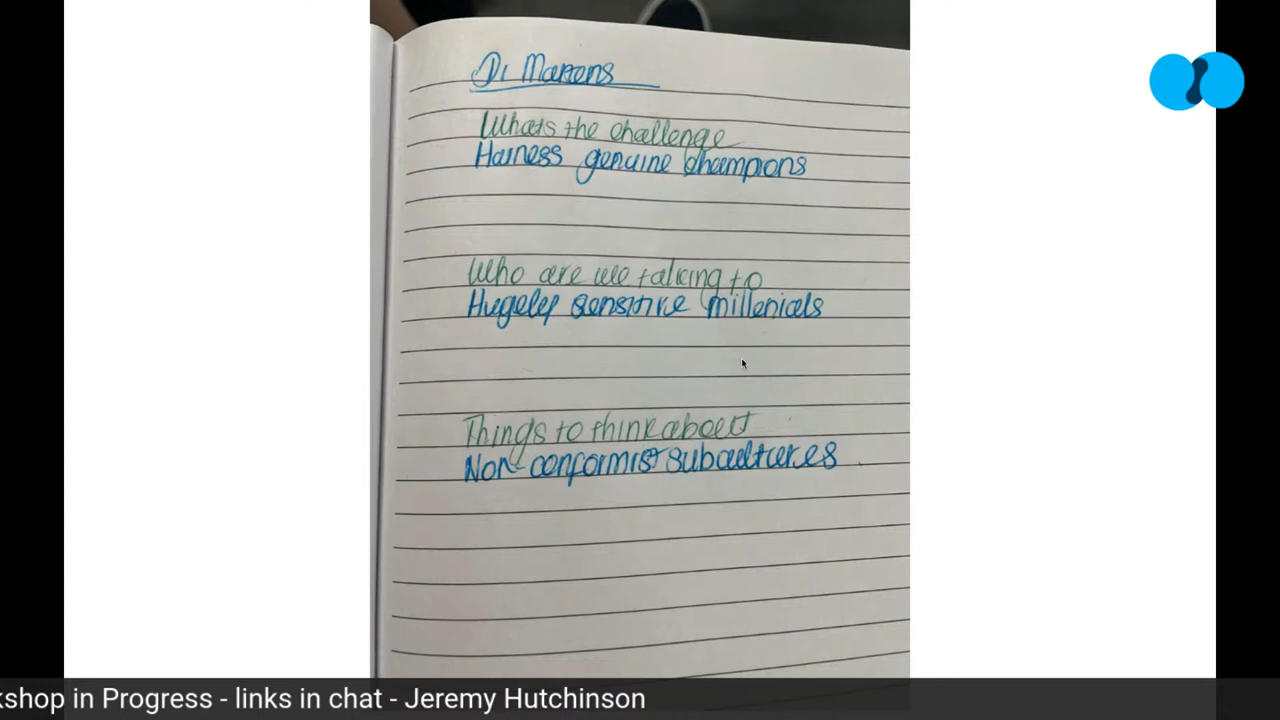 Dr Martens
Whats the challenge
Harness genuine champions
Who are we talking to
Hugely sensitive millenials
Things to think about
Non-conformist subcultures
kshop in Progress - links in chat - Jeremy Hutchinson